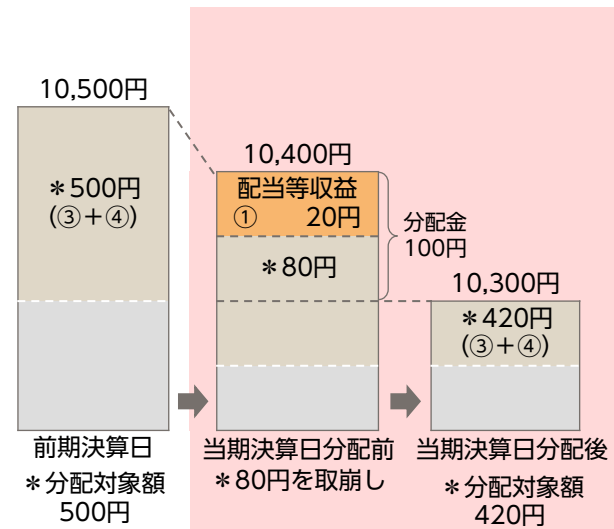 10,500円
＊500円
(③＋④)
前期決算日
＊分配対象額
500円
10,400円
配当等収益
① 20円
＊80円
分配金
100円
当期決算日分配前
＊80円を取崩し
10,300円
＊420円
(③＋④)
当期決算日分配後
＊分配対象額
420円